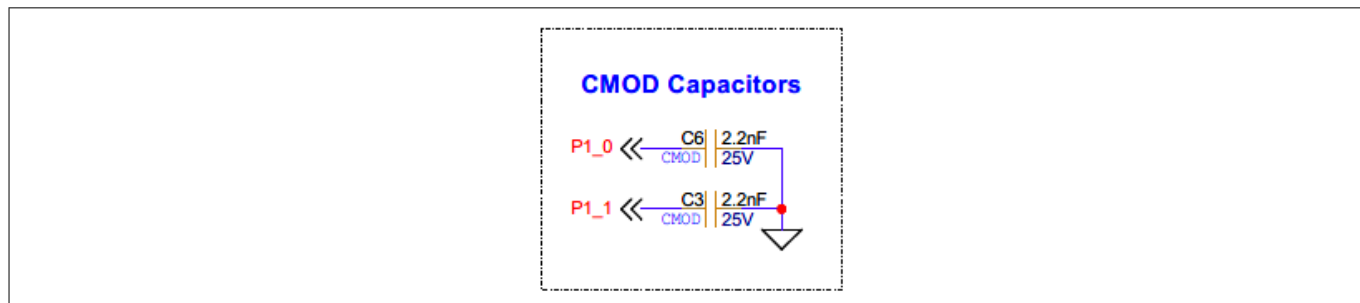 CMOD Capacitors
P1_0 C6 2.2nF
CMOD 25V
P1_1 C3 2.2nF
CMOD 25V